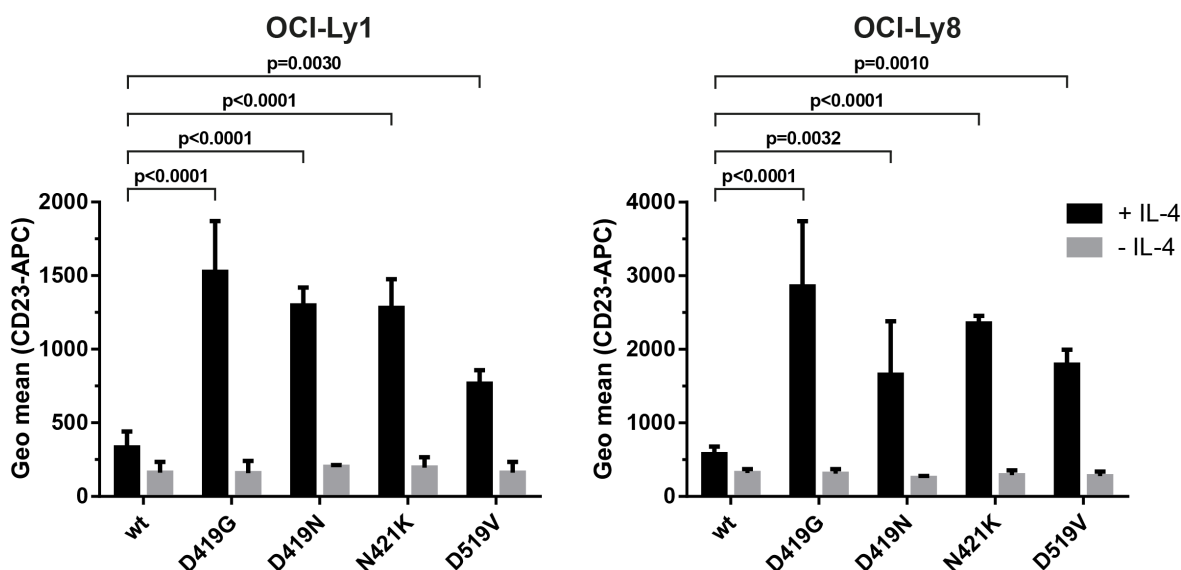 OCI-Ly1
p=0.0030
p<0.0001
p<0.0001
p<0.0001
2000
1500
1000
500
0
Geo mean (CD23-APC)
wt
D419G
D419N
N421K
D519V
OCI-Ly8
p=0.0010
p<0.0001
p=0.0032
p<0.0001
4000
3000
2000
1000
0
Geo mean (CD23-APC)
wt
D419G
D419N
N421K
D519V
+ IL-4
- IL-4